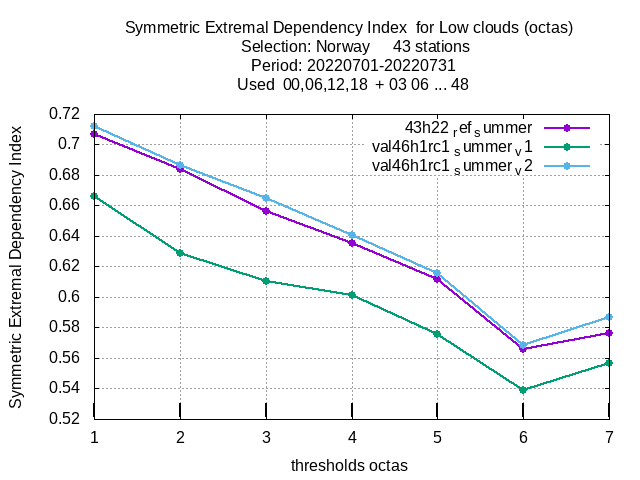 Symmetric Extremal Dependency Index  for Low clouds (octas)
Selection: Norway     43 stations
Period: 20220701-20220731
Used  00,06,12,18  + 03 06 ... 48
43h22 ref summer
val46h1rc1 summer v1
val46h1rc1 summer v2
Symmetric Extremal Dependency Index
0.72
0.7
0.68
0.66
0.64
0.62
0.6
0.58
0.56
0.54
0.52
1 2 3 4 5 6 7
thresholds octas